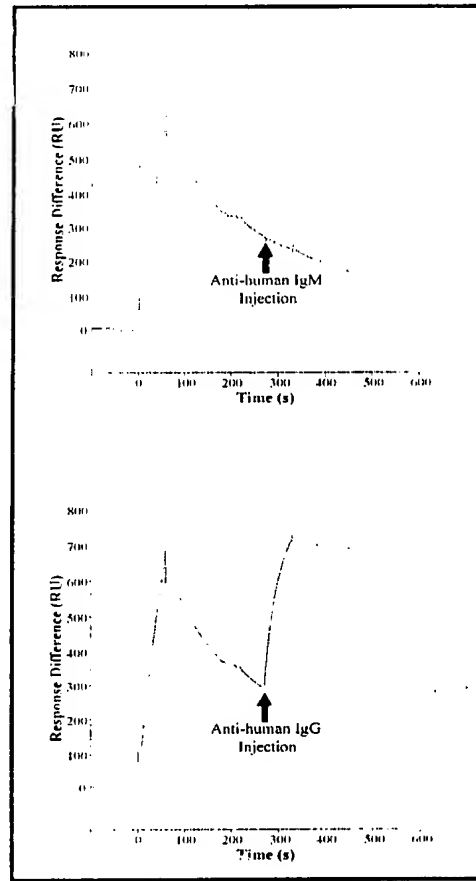 800
700
600
500
400
300
200
100
0
Response Difference (RU)
Anti-human IgM
Injection
0 100 200 300 400 500 600
Time (s)
800
700
600
500
400
300
200
100
0
Response Difference (RU)
Anti-human IgG
Injection
0 100 200 300 400 500 600
Time (s)